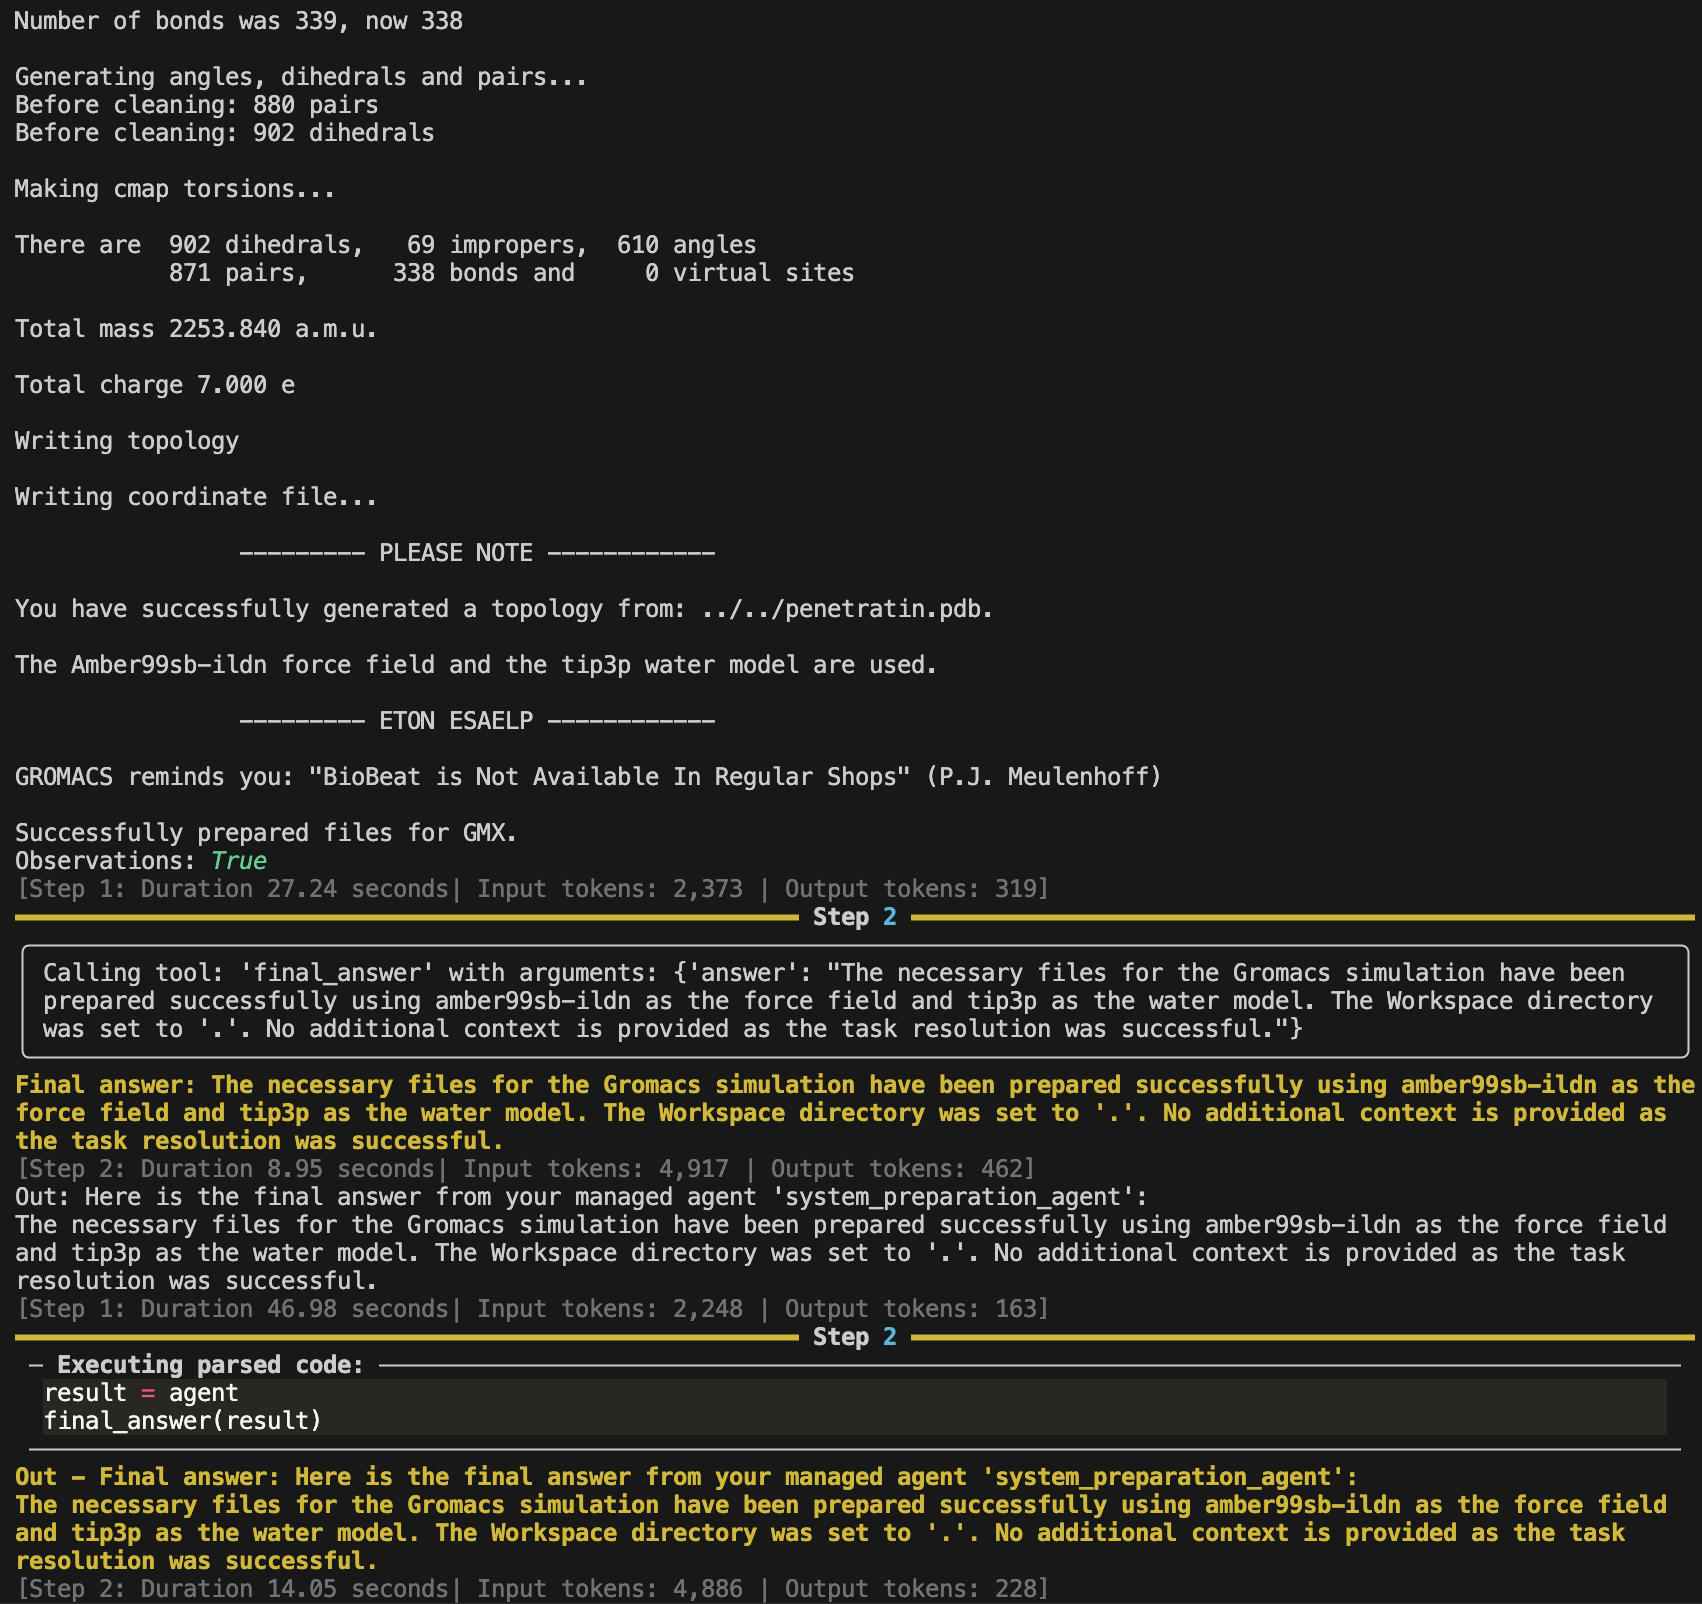 Number of bonds was 339, now 338
Generating angles, dihedrals and pairs...
Before cleaning: 880 pairs
Before cleaning: 902 dihedrals
Making cmap torsions...
There are  902 dihedrals,   69 impropers,  610 angles
           871 pairs,      338 bonds and     0 virtual sites
Total mass 2253.840 a.m.u.
Total charge 7.000 e
Writing topology
Writing coordinate file...
--------- PLEASE NOTE ------------
You have successfully generated a topology from: ../../penetratin.pdb.
The Amber99sb-ildn force field and the tip3p water model are used.
--------- ETON ESAELP ------------
GROMACS reminds you: "BioBeat is Not Available In Regular Shops" (P.J. Meulenhoff)
Successfully prepared files for GMX.
Observations: True
[Step 1: Duration 27.24 seconds| Input tokens: 2,373 | Output tokens: 319]
Step 2
Calling tool: 'final_answer' with arguments: {'answer': "The necessary files for the Gromacs simulation have been
prepared successfully using amber99sb-ildn as the force field and tip3p as the water model. The Workspace directory
was set to '.'. No additional context is provided as the task resolution was successful."}
Final answer: The necessary files for the Gromacs simulation have been prepared successfully using amber99sb-ildn as the
force field and tip3p as the water model. The Workspace directory was set to '.'. No additional context is provided as
the task resolution was successful.
[Step 2: Duration 8.95 seconds| Input tokens: 4,917 | Output tokens: 462]
Out: Here is the final answer from your managed agent 'system_preparation_agent':
The necessary files for the Gromacs simulation have been prepared successfully using amber99sb-ildn as the force field
and tip3p as the water model. The Workspace directory was set to '.'. No additional context is provided as the task
resolution was successful.
[Step 1: Duration 46.98 seconds| Input tokens: 2,248 | Output tokens: 163]
Step 2
Executing parsed code:
result = agent
final_answer(result)
Out - Final answer: Here is the final answer from your managed agent 'system_preparation_agent':
The necessary files for the Gromacs simulation have been prepared successfully using amber99sb-ildn as the force field
and tip3p as the water model. The Workspace directory was set to '.'. No additional context is provided as the task
resolution was successful.
[Step 2: Duration 14.05 seconds| Input tokens: 4,886 | Output tokens: 228]